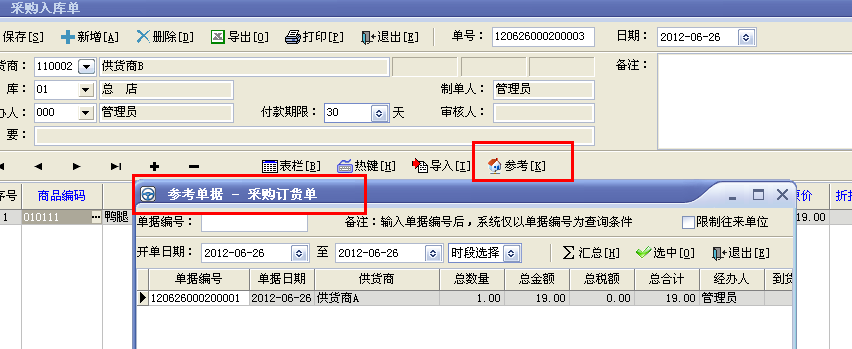 采购入库单
保存[S] 新增[A] 删除[D] 导出[O] 打印[P] 退出[E] 单号: 120626000200003 日期: 2012-06-26
货商: 110002 供货商B 备注:
库: 01 总 店 制单人: 管理员
办人: 000 管理员 付款期限: 30 天 审核人:
要:
表栏[B] 热键[H] 导入[I] 参考[K]
序号 商品编码 原价 折扣
1 010111 鸭腿 19.00
参考单据 - 采购订货单
单据编号: 备注:输入单据编号后,系统仅以单据编号为查询条件 限制往来单位
开单日期: 2012-06-26 至 2012-06-26 时段选择 汇总[M] 选中[O] 退出[E]
单据编号 单据日期 供货商 总数量 总金额 总税额 总合计 经办人 到货
120626000200001 2012-06-26 供货商A 1.00 19.00 0.00 19.00 管理员